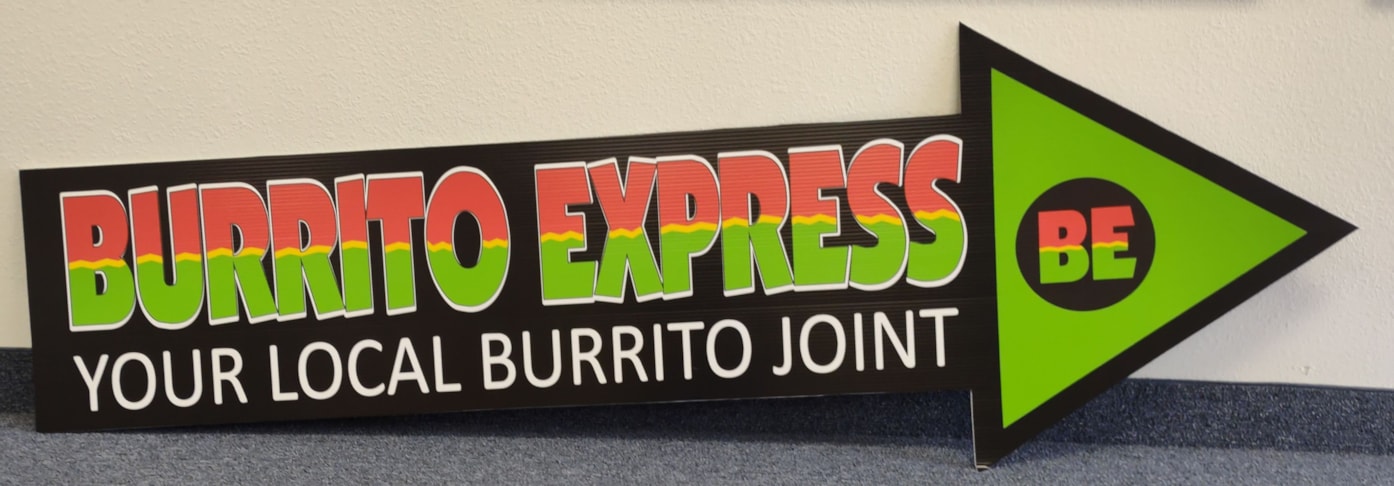 BURRITO EXPRESS
YOUR LOCAL BURRITO JOINT
BE